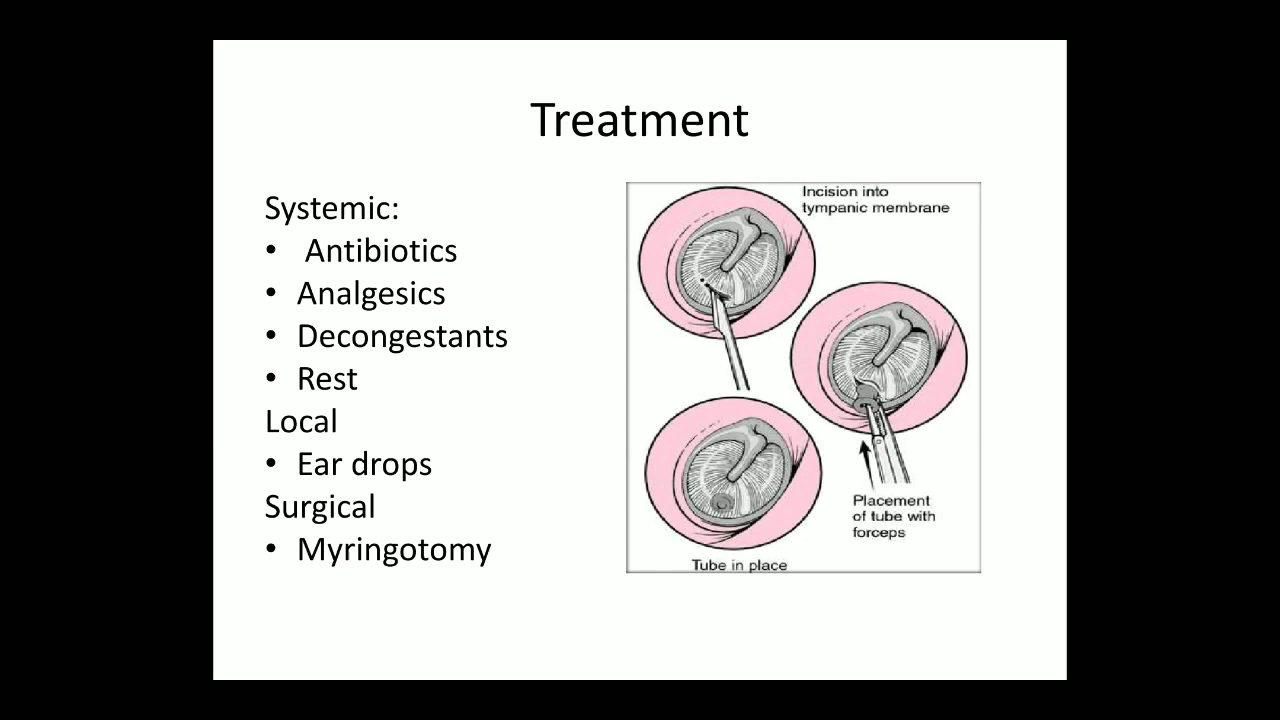 Treatment
Systemic:
• Antibiotics
• Analgesics
• Decongestants
• Rest
Local
• Ear drops
Surgical
• Myringotomy
Incision into
tympanic membrane
Placement
of tube with
forceps
Tube in place